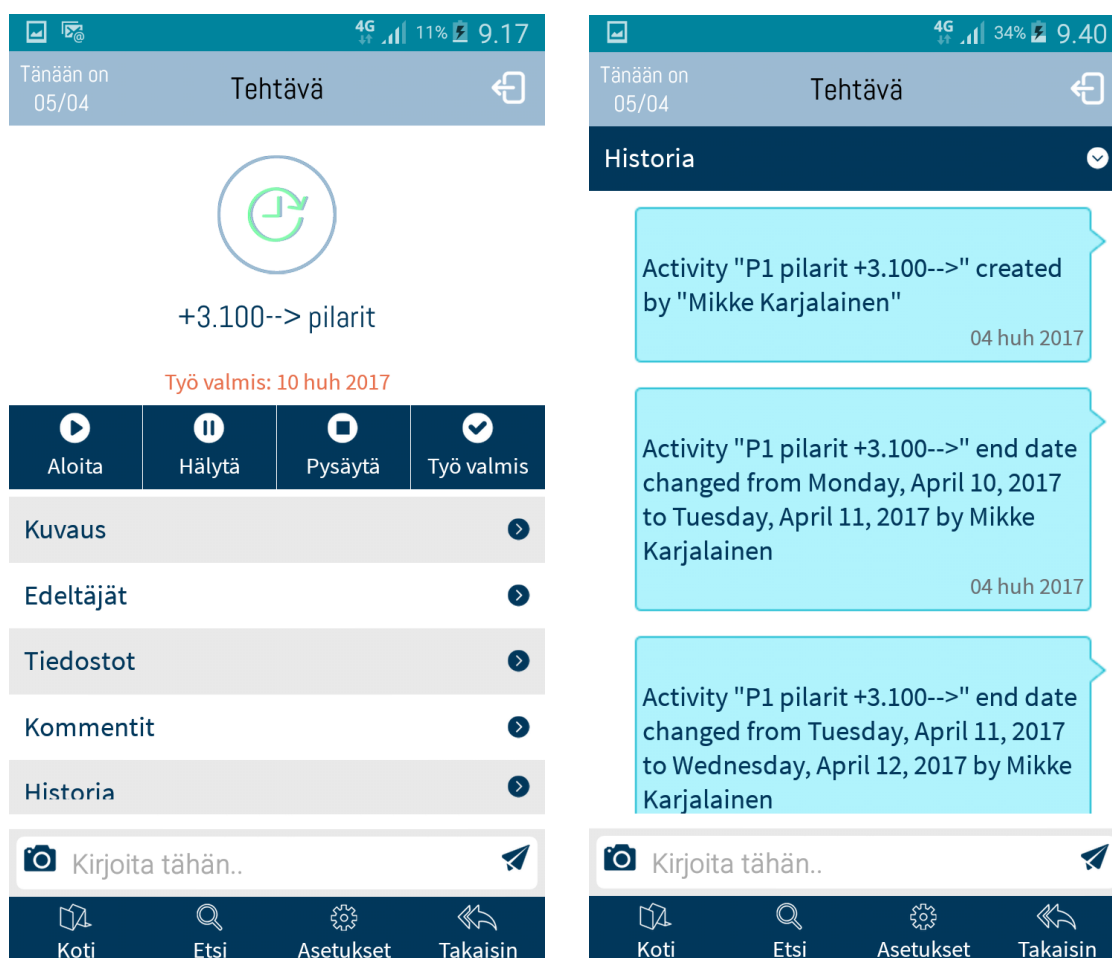 4G 11% 9.17
Tänään on
05/04
Tehtävä
+3.100--> pilarit
Työ valmis: 10 huh 2017
Aloita Hälytä Pysäytä Työ valmis
Kuvaus
Edeltäjät
Tiedostot
Kommentit
Historia
Kirjoita tähän..
Koti Etsi Asetukset Takaisin
4G 34% 9.40
Tänään on
05/04
Tehtävä
Historia
Activity "P1 pilarit +3.100-->" created
by "Mikke Karjalainen"
04 huh 2017
Activity "P1 pilarit +3.100-->" end date
changed from Monday, April 10, 2017
to Tuesday, April 11, 2017 by Mikke
Karjalainen
04 huh 2017
Activity "P1 pilarit +3.100-->" end date
changed from Tuesday, April 11, 2017
to Wednesday, April 12, 2017 by Mikke
Karjalainen
Kirjoita tähän..
Koti Etsi Asetukset Takaisin